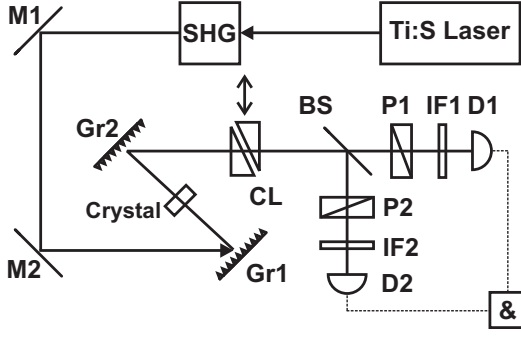 M1
SHG
Ti:S Laser
BS
P1
IF1
D1
Gr2
CL
Crystal
P2
M2
IF2
Gr1
D2
&